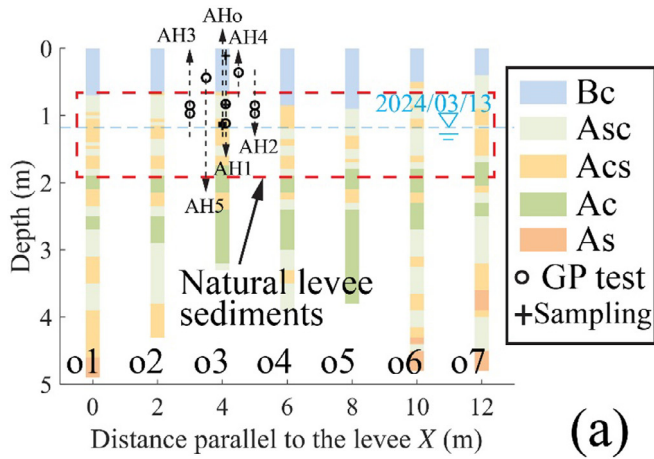 AHo
AH3
AH4
0
1
2
3
4
5
Depth (m)
2024/03/13
AH2
AH1
AH5
Natural levee
sediments
o1 o2 o3 o4 o5 o6 o7
0 2 4 6 8 10 12
Distance parallel to the levee X (m)
Bc
Asc
Acs
Ac
As
GP test
Sampling
(a)